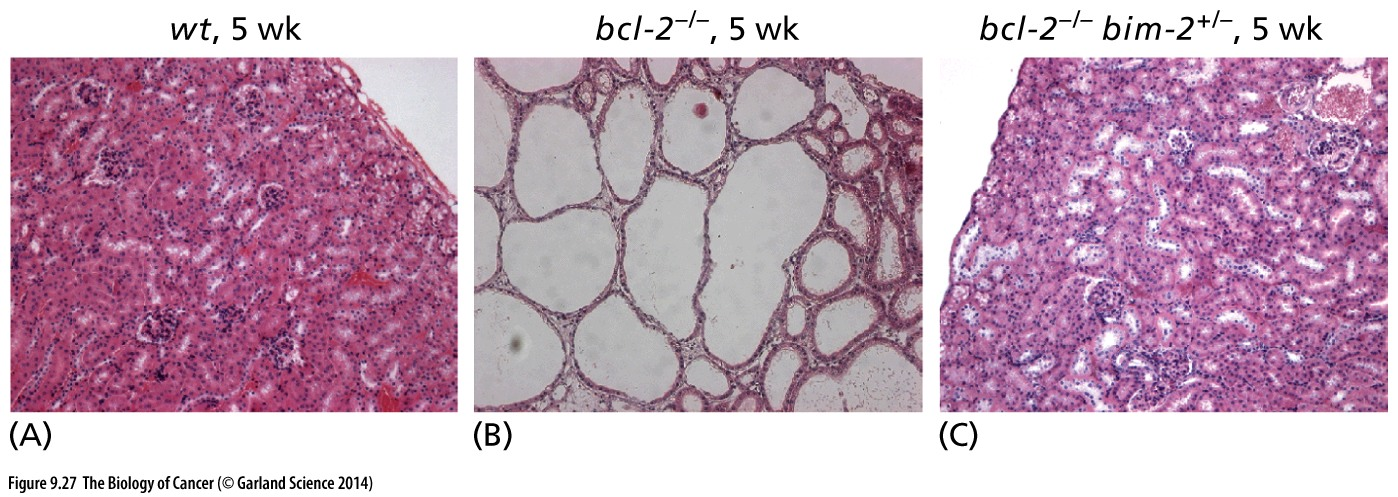 wt, 5 wk
bcl-2−/−, 5 wk
bcl-2−/− bim-2+/−, 5 wk
(A)
(B)
(C)
Figure 9.27 The Biology of Cancer (© Garland Science 2014)